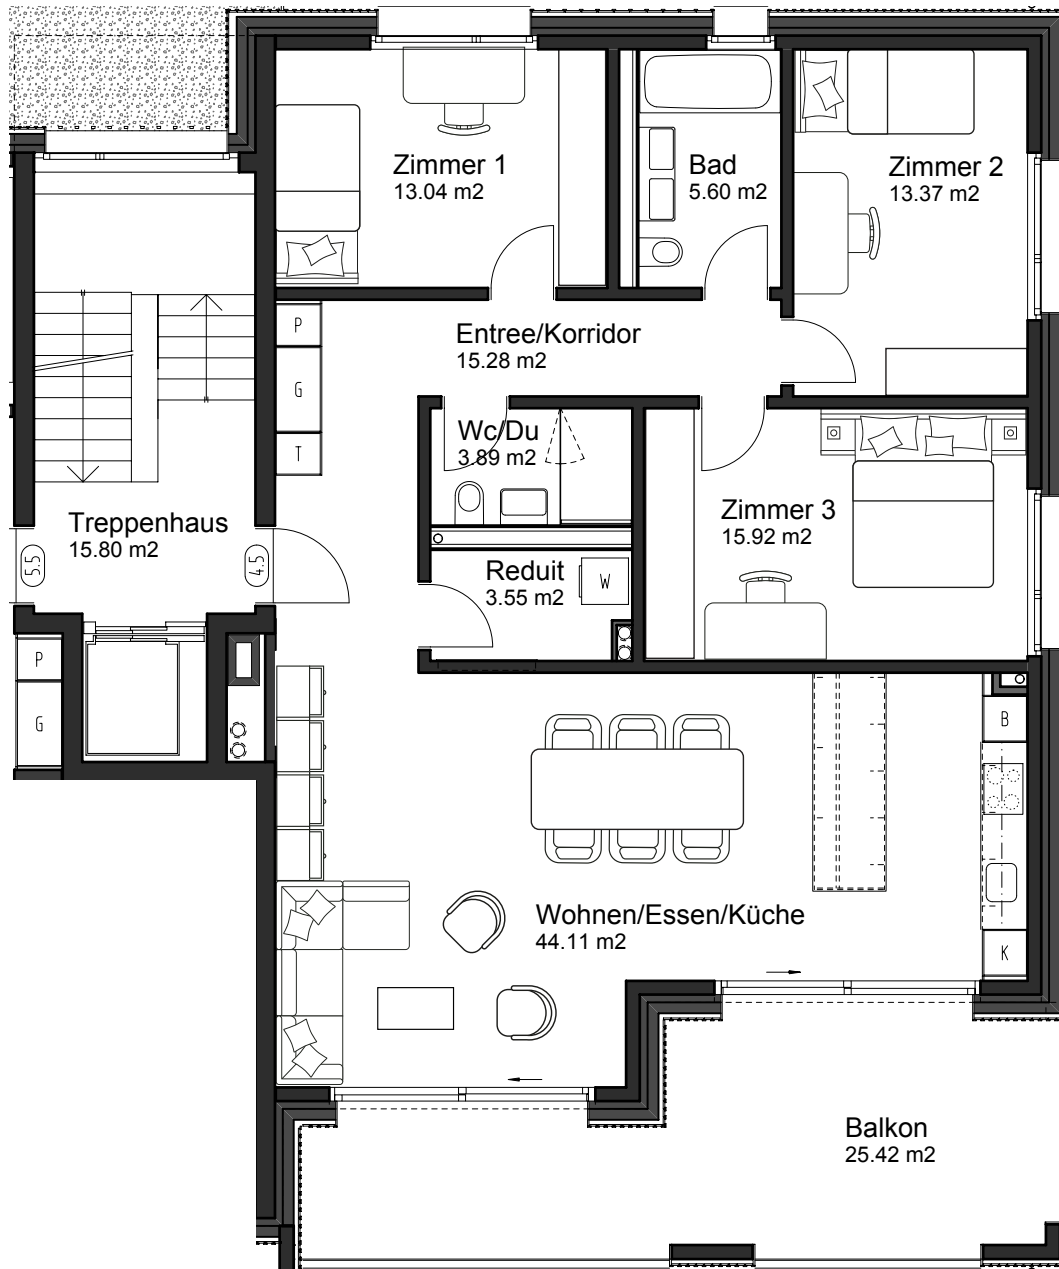 Zimmer 1
13.04 m2
Bad
5.60 m2
Zimmer 2
13.37 m2
P
G
T
Entree/Korridor
15.28 m2
Wc/Du
3.89 m2
Treppenhaus
15.80 m2
5.5
4.5
Zimmer 3
15.92 m2
Reduit
3.55 m2
W
P
G
B
Wohnen/Essen/Küche
44.11 m2
K
Balkon
25.42 m2